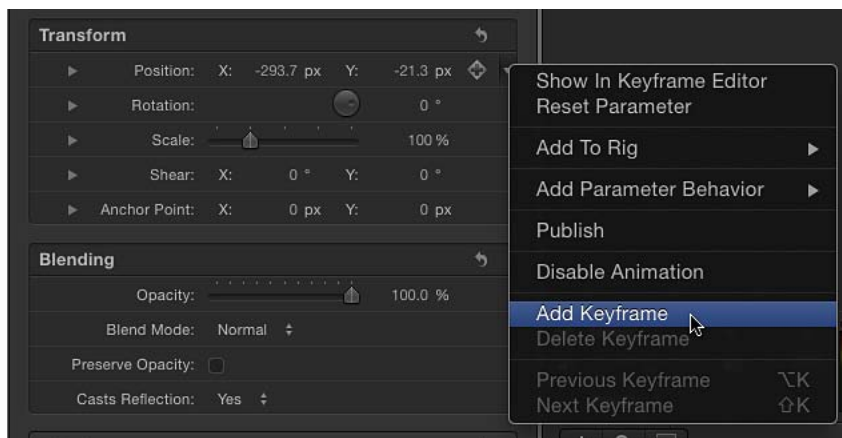 Transform
Position: X: -293.7 px Y: -21.3 px
Rotation: 0 °
Scale: 100 %
Shear: X: 0 ° Y: 0 °
Anchor Point: X: 0 px Y: 0 px
Blending
Opacity: 100.0 %
Blend Mode: Normal
Preserve Opacity:
Casts Reflection: Yes
Show In Keyframe Editor
Reset Parameter
Add To Rig
Add Parameter Behavior
Publish
Disable Animation
Add Keyframe
Delete Keyframe
Previous Keyframe ⌥K
Next Keyframe ⇧K